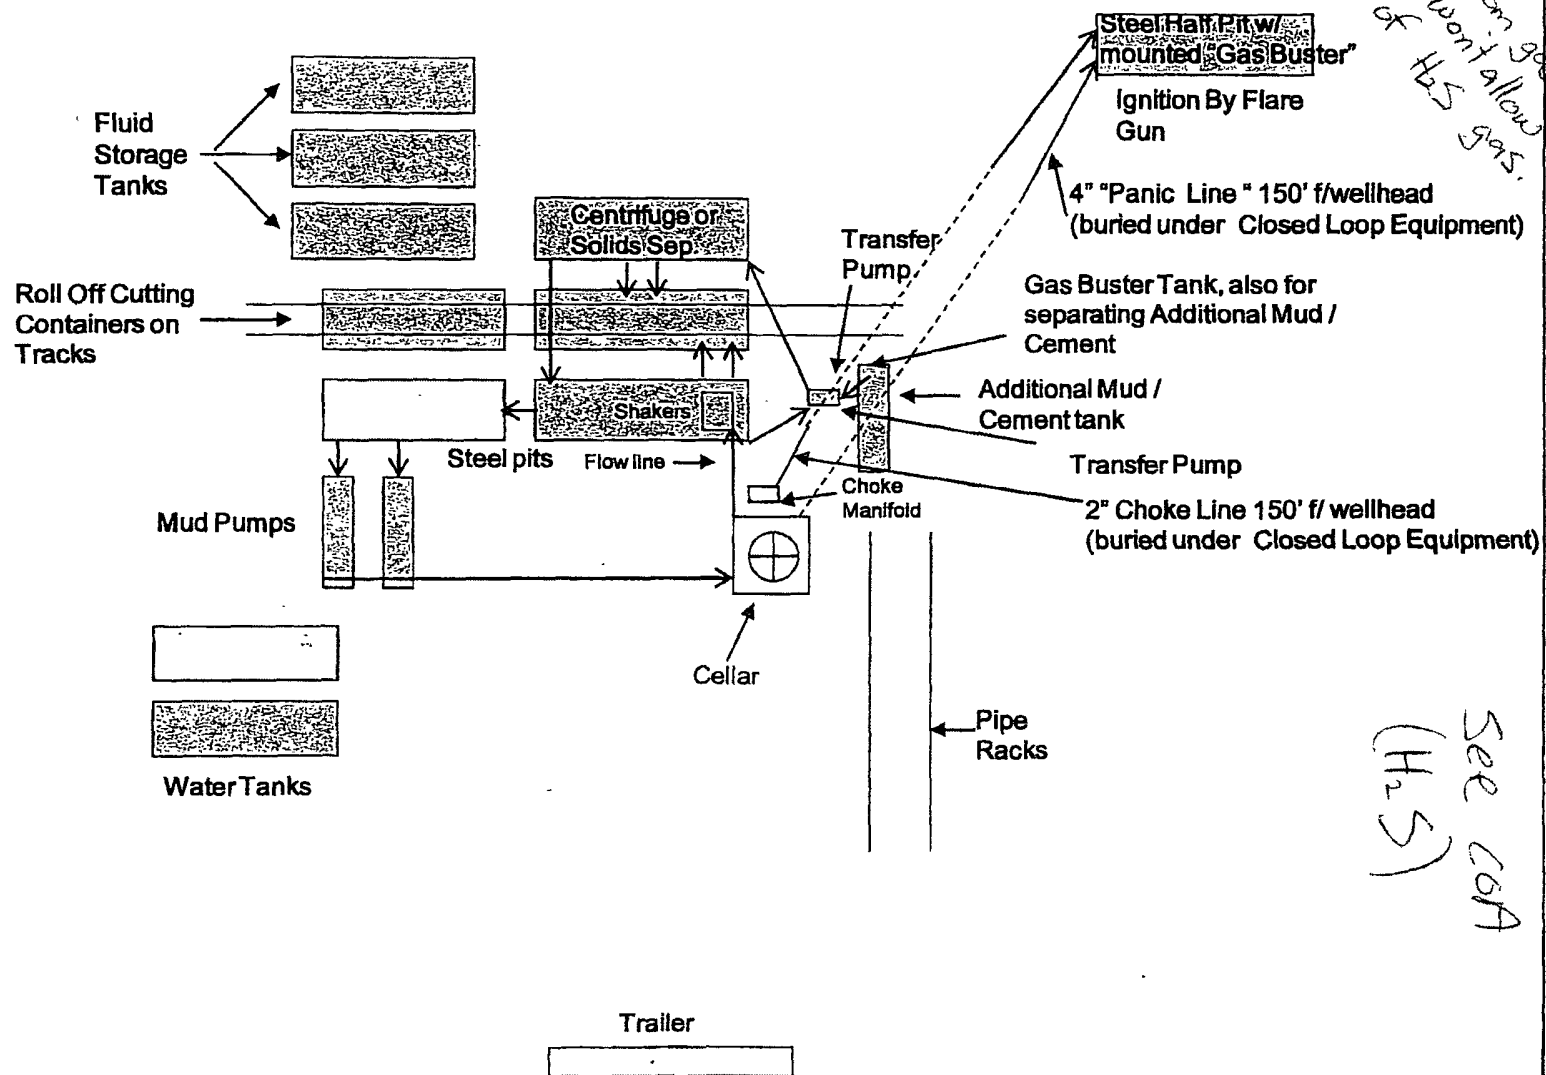 Steel Half Pit w/
mounted "Gas Buster"
Ignition By Flare
Gun
won't allow
of H2S gas.
Fluid
Storage
Tanks
4" "Panic Line " 150' f/wellhead
(buried under Closed Loop Equipment)
Centrifuge or
Solids Sep.
Transfer
Pump
Roll Off Cutting
Containers on
Tracks
Gas Buster Tank, also for
separating Additional Mud /
Cement
Additional Mud /
Cement tank
Shakers
Steel pits
Flow line
Transfer Pump
Choke
Manifold
2" Choke Line 150' f/ wellhead
(buried under Closed Loop Equipment)
Mud Pumps
Cellar
Pipe
Racks
Water Tanks
See COA
(H2S)
Trailer